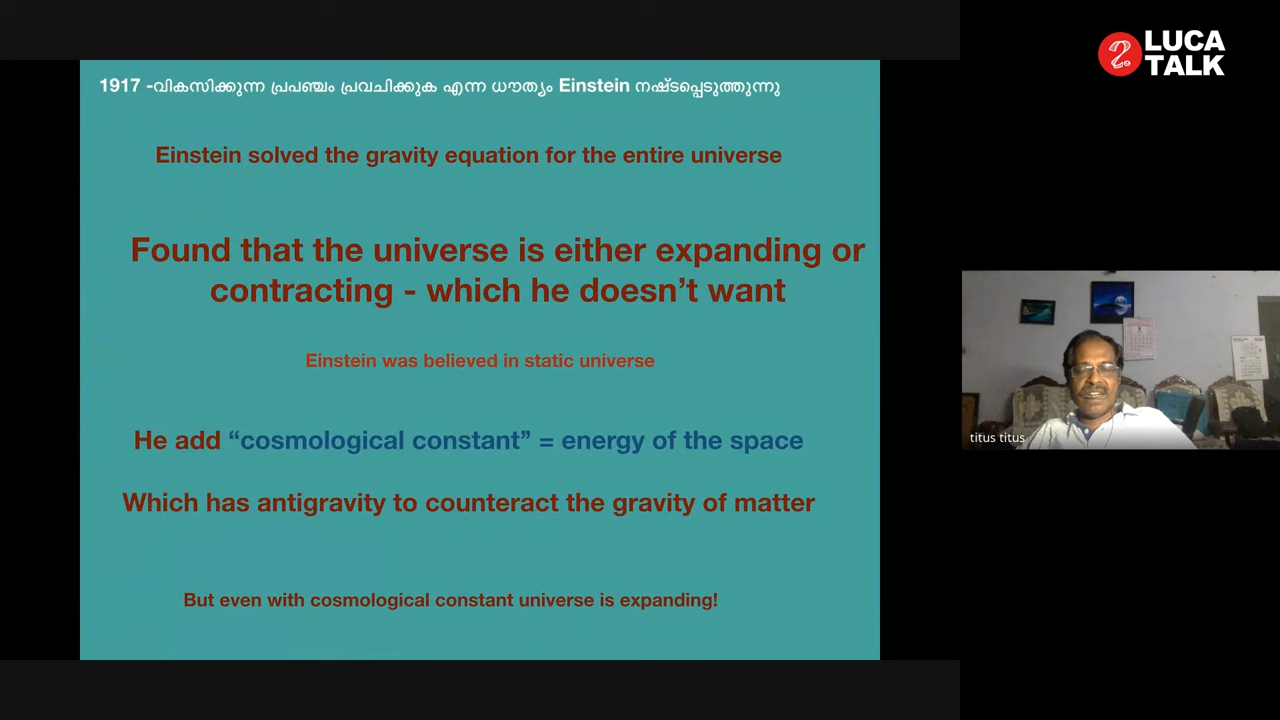 LUCA
TALK
1917 -വികസിക്കുന്ന പ്രപഞ്ചം പ്രവചിക്കുക എന്ന ധൗത്യം Einstein നഷ്ടപ്പെടുത്തുന്നു
Einstein solved the gravity equation for the entire universe
Found that the universe is either expanding or
contracting - which he doesn’t want
Einstein was believed in static universe
He add “cosmological constant” = energy of the space
Which has antigravity to counteract the gravity of matter
But even with cosmological constant universe is expanding!
titus titus